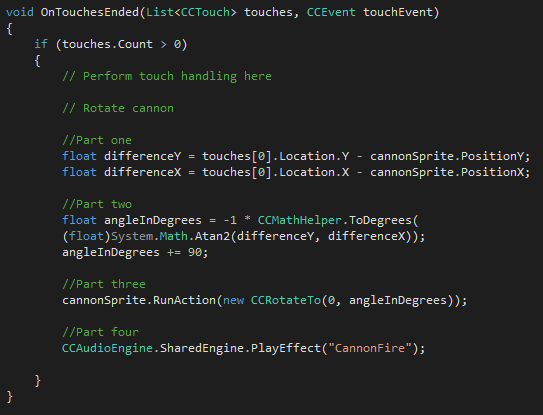 void OnTouchesEnded(List<CCTouch> touches, CCEvent touchEvent)
{
if (touches.Count > 0)
{
// Perform touch handling here
// Rotate cannon
//Part one
float differenceY = touches[0].Location.Y - cannonSprite.PositionY;
float differenceX = touches[0].Location.X - cannonSprite.PositionX;
//Part two
float angleInDegrees = -1 * CCMathHelper.ToDegrees(
(float)System.Math.Atan2(differenceY, differenceX));
angleInDegrees += 90;
//Part three
cannonSprite.RunAction(new CCRotateTo(0, angleInDegrees));
//Part four
CCAudioEngine.SharedEngine.PlayEffect("CannonFire");
}
}